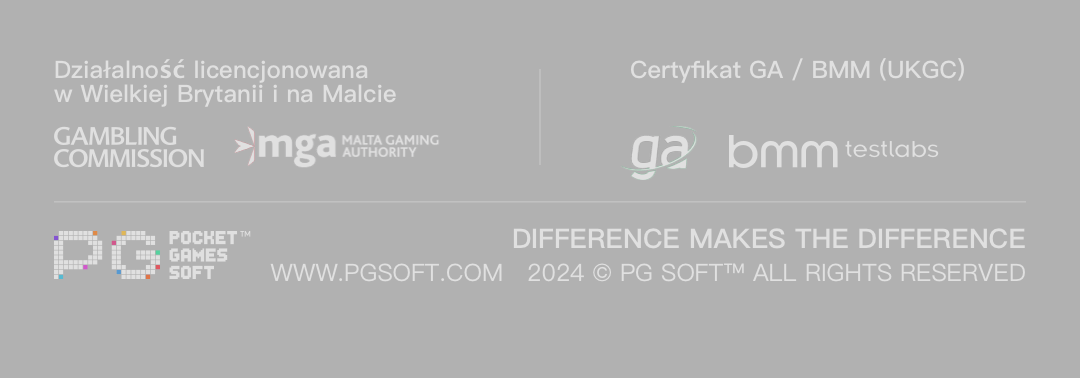 Działalność licencjonowana
w Wielkiej Brytanii i na Malcie
GAMBLING
COMMISSION
mga MALTA GAMING
AUTHORITY
Certyfikat GA / BMM (UKGC)
ga
bmm testlabs
PG POCKET™
GAMES
SOFT
WWW.PGSOFT.COM
DIFFERENCE MAKES THE DIFFERENCE
2024 © PG SOFT™ ALL RIGHTS RESERVED